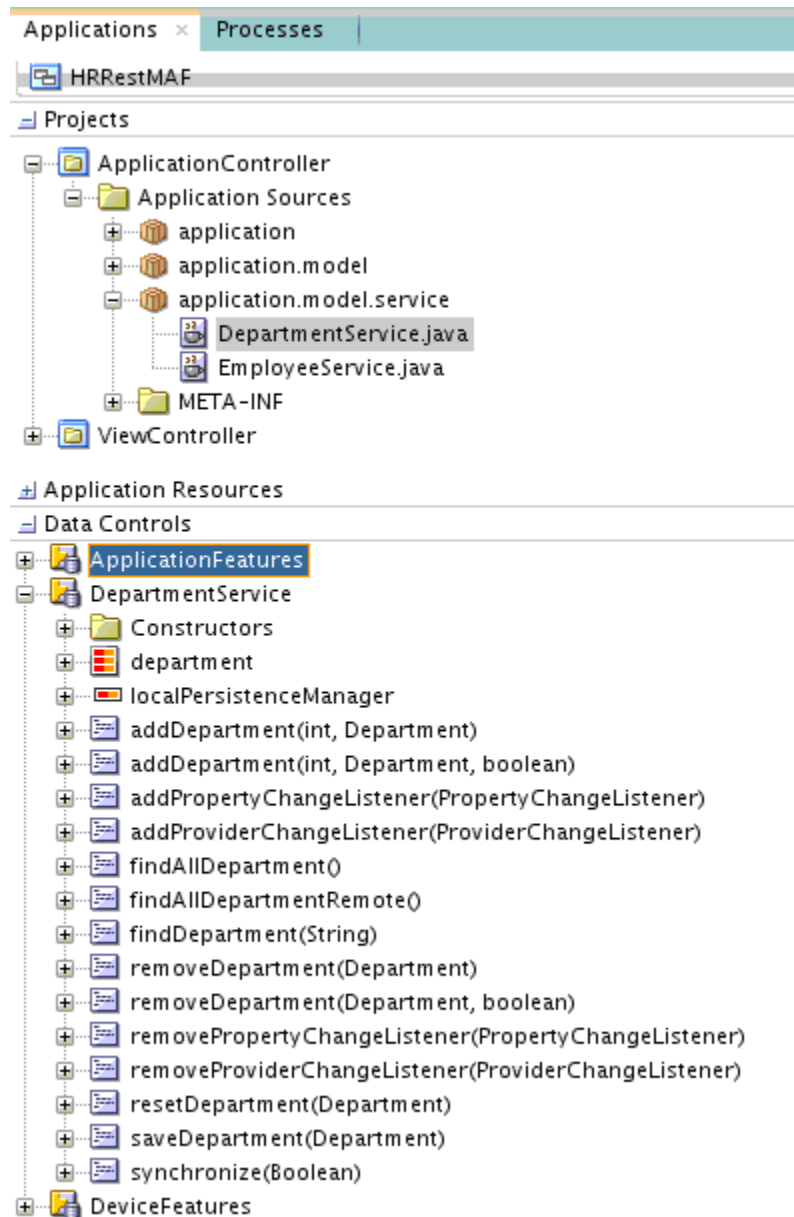 Applications × Processes
HRRestMAF
Projects
ApplicationController
Application Sources
application
application.model
application.model.service
DepartmentService.java
EmployeeService.java
META-INF
ViewController
Application Resources
Data Controls
ApplicationFeatures
DepartmentService
Constructors
department
localPersistenceManager
addDepartment(int, Department)
addDepartment(int, Department, boolean)
addPropertyChangeListener(PropertyChangeListener)
addProviderChangeListener(ProviderChangeListener)
findAllDepartment()
findAllDepartmentRemote()
findDepartment(String)
removeDepartment(Department)
removeDepartment(Department, boolean)
removePropertyChangeListener(PropertyChangeListener)
removeProviderChangeListener(ProviderChangeListener)
resetDepartment(Department)
saveDepartment(Department)
synchronize(Boolean)
DeviceFeatures